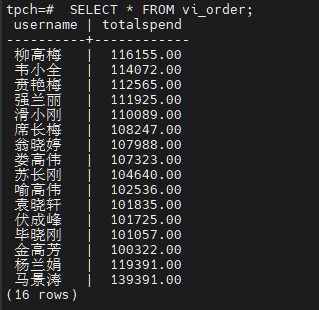 tpch=#  SELECT * FROM vi_order;
 username | totalspend
----------+------------
 柳高梅   |  116155.00
 韦小全   |  114072.00
 贲艳梅   |  112565.00
 强兰丽   |  111925.00
 滑小刚   |  110089.00
 席长梅   |  108247.00
 翁晓婷   |  107988.00
 娄高伟   |  107323.00
 苏长刚   |  104640.00
 喻高伟   |  102536.00
 袁晓轩   |  101835.00
 伏成峰   |  101725.00
 毕晓刚   |  101057.00
 金高芳   |  100322.00
 杨兰娟   |  119391.00
 马景涛   |  139391.00
(16 rows)